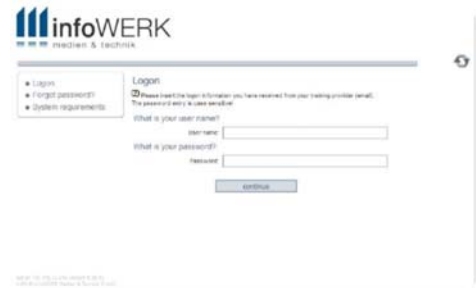 infoWERK
medien & technik
Logon
Forgot password?
System requirements
Logon
Please insert the logon information you have received from your training provider (email).
The password entry is case sensitive!
What is your user name?
User name
What is your password?
Password
continue